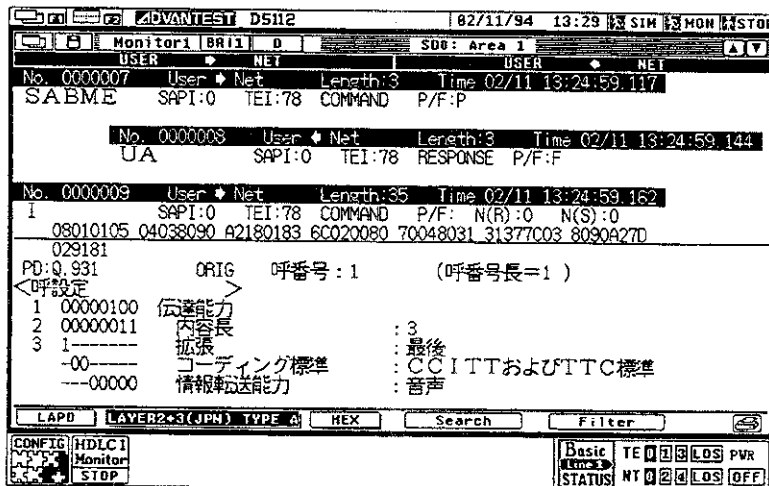 ADVANTEST D5112 02/11/94 13:29 SIM MON STOP
Monitor1 BRI1 D SD0: Area 1
USER NET USER NET
No. 0000007 User Net Length:3 Time 02/11 13:24:59.117
SABME SAPI:0 TEI:78 COMMAND P/F:P
No. 0000008 User Net Length:3 Time 02/11 13:24:59.144
UA SAPI:0 TEI:78 RESPONSE P/F:F
No. 0000009 User Net Length:35 Time 02/11 13:24:59.162
I SAPI:0 TEI:78 COMMAND P/F: N(R):0 N(S):0
08010105 04038090 A2180183 6C020080 70048031 31377C03 8090A27D
029181
PD:Q.931 ORIG 呼番号:1 (呼番号長=1 )
<呼設定 >
1 00000100 伝達能力
2 00000011 内容長 :3
3 1------- 拡張 :最後
-00----- コーディング標準 :CCITTおよびTTC標準
---00000 情報転送能力 :音声
LAPD LAYER2+3(JPN) TYPE A HEX Search Filter
CONFIG HDLC1 Monitor STOP
Basic Line1 STATUS
TE 0 1 3 LOS PWR
NT 0 2 4 LOS OFF